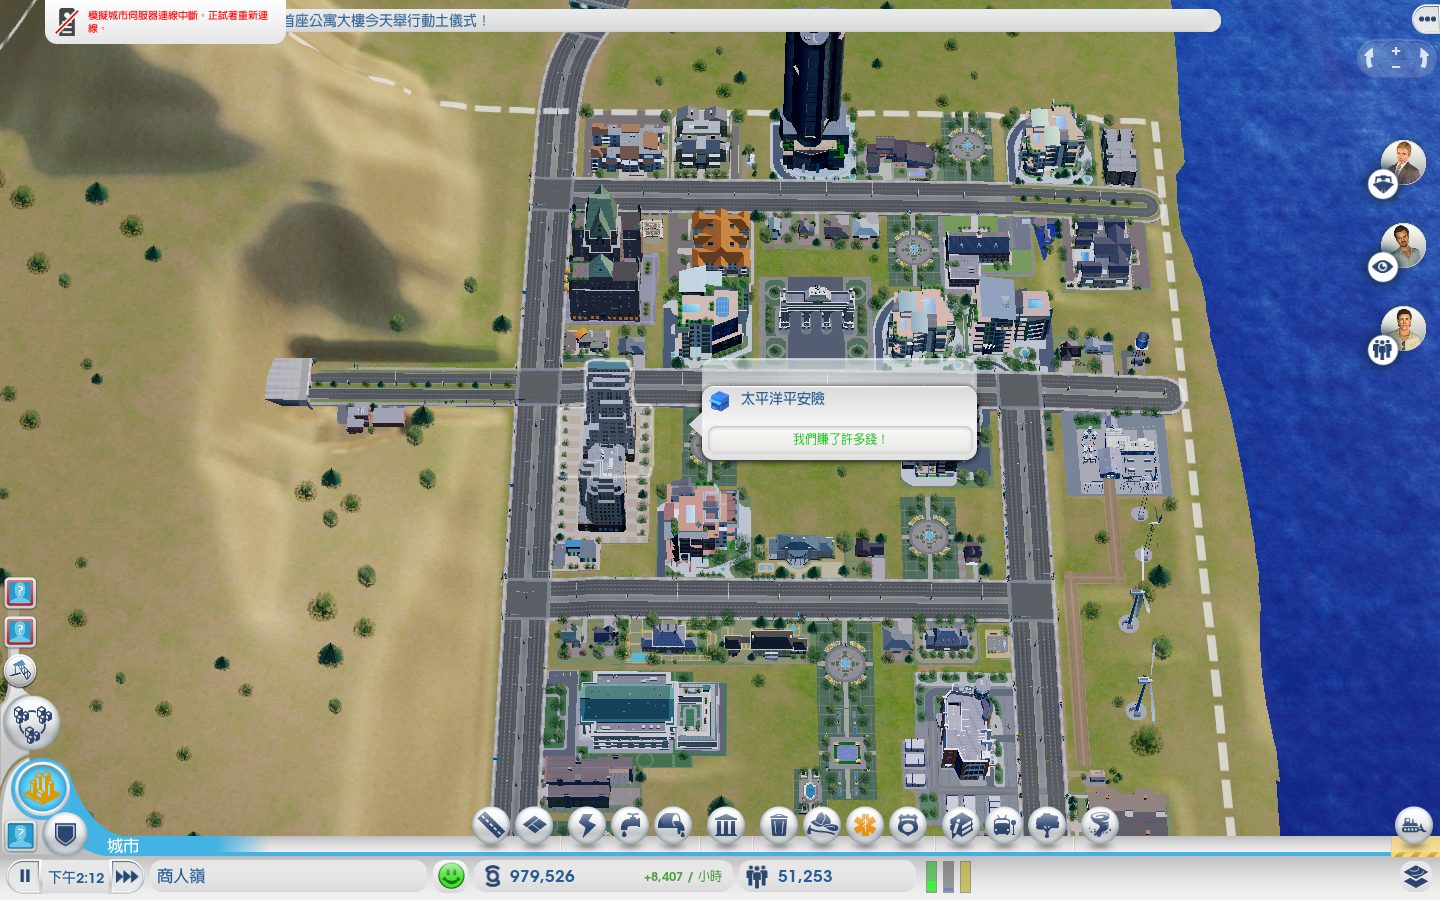 模擬城市伺服器連線中斷。正試著重新連
線。
首座公寓大樓今天舉行動土儀式！
太平洋平安險
我們賺了許多錢！
城市
下午2:12
商人嶺
979,526
+8,407 / 小時
51,253